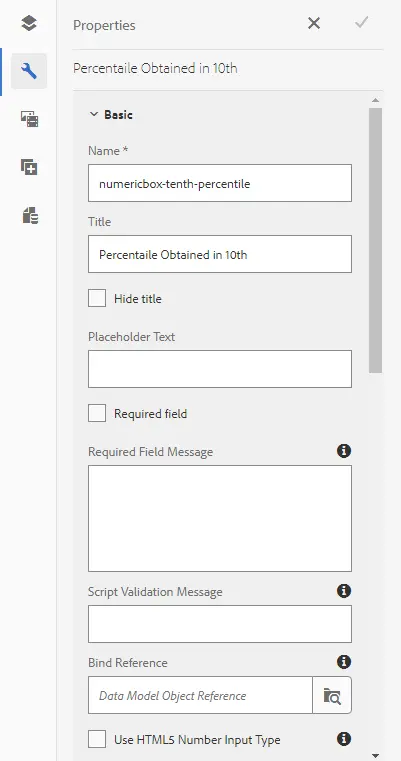 Properties
Percentaile Obtained in 10th
Basic
Name *
numericbox-tenth-percentile
Title
Percentaile Obtained in 10th
Hide title
Placeholder Text
Required field
Required Field Message
Script Validation Message
Bind Reference
Data Model Object Reference
Use HTML5 Number Input Type